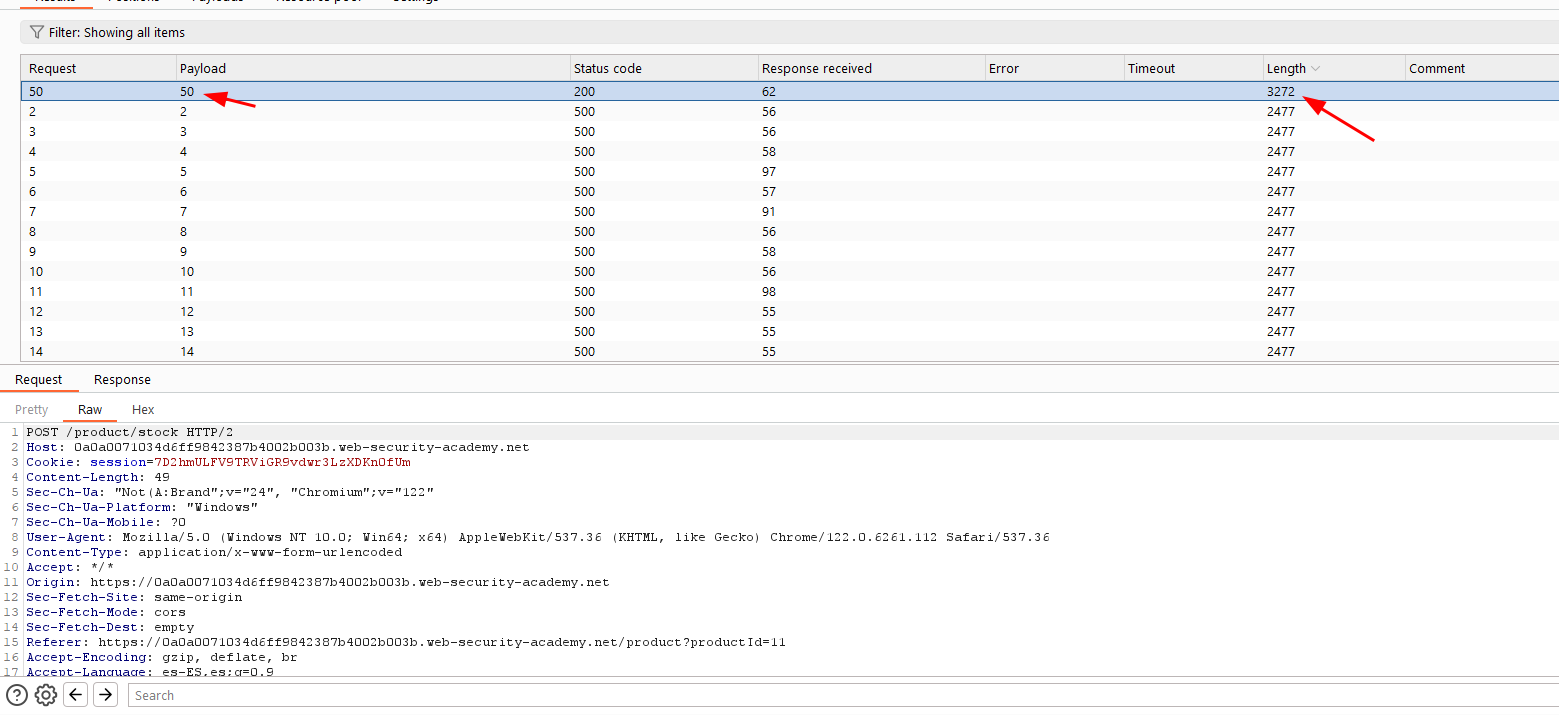 Results Positions Payloads Resource pool Settings
Filter: Showing all items
Request Payload Status code Response received Error Timeout Length Comment
50 50 200 62 3272
2 2 500 56 2477
3 3 500 56 2477
4 4 500 58 2477
5 5 500 97 2477
6 6 500 57 2477
7 7 500 91 2477
8 8 500 56 2477
9 9 500 58 2477
10 10 500 56 2477
11 11 500 98 2477
12 12 500 55 2477
13 13 500 55 2477
14 14 500 55 2477
Request Response
Pretty Raw Hex
1 POST /product/stock HTTP/2
2 Host: 0a0a0071034d6ff9842387b4002b003b.web-security-academy.net
3 Cookie: session=7D2hmULFV9TRViGR9vdwr3LzXDKnOfUm
4 Content-Length: 49
5 Sec-Ch-Ua: "Not(A:Brand";v="24", "Chromium";v="122"
6 Sec-Ch-Ua-Platform: "Windows"
7 Sec-Ch-Ua-Mobile: ?0
8 User-Agent: Mozilla/5.0 (Windows NT 10.0; Win64; x64) AppleWebKit/537.36 (KHTML, like Gecko) Chrome/122.0.6261.112 Safari/537.36
9 Content-Type: application/x-www-form-urlencoded
10 Accept: */*
11 Origin: https://0a0a0071034d6ff9842387b4002b003b.web-security-academy.net
12 Sec-Fetch-Site: same-origin
13 Sec-Fetch-Mode: cors
14 Sec-Fetch-Dest: empty
15 Referer: https://0a0a0071034d6ff9842387b4002b003b.web-security-academy.net/product?productId=11
16 Accept-Encoding: gzip, deflate, br
17 Accept-Language: es-ES,es;q=0.9
Search